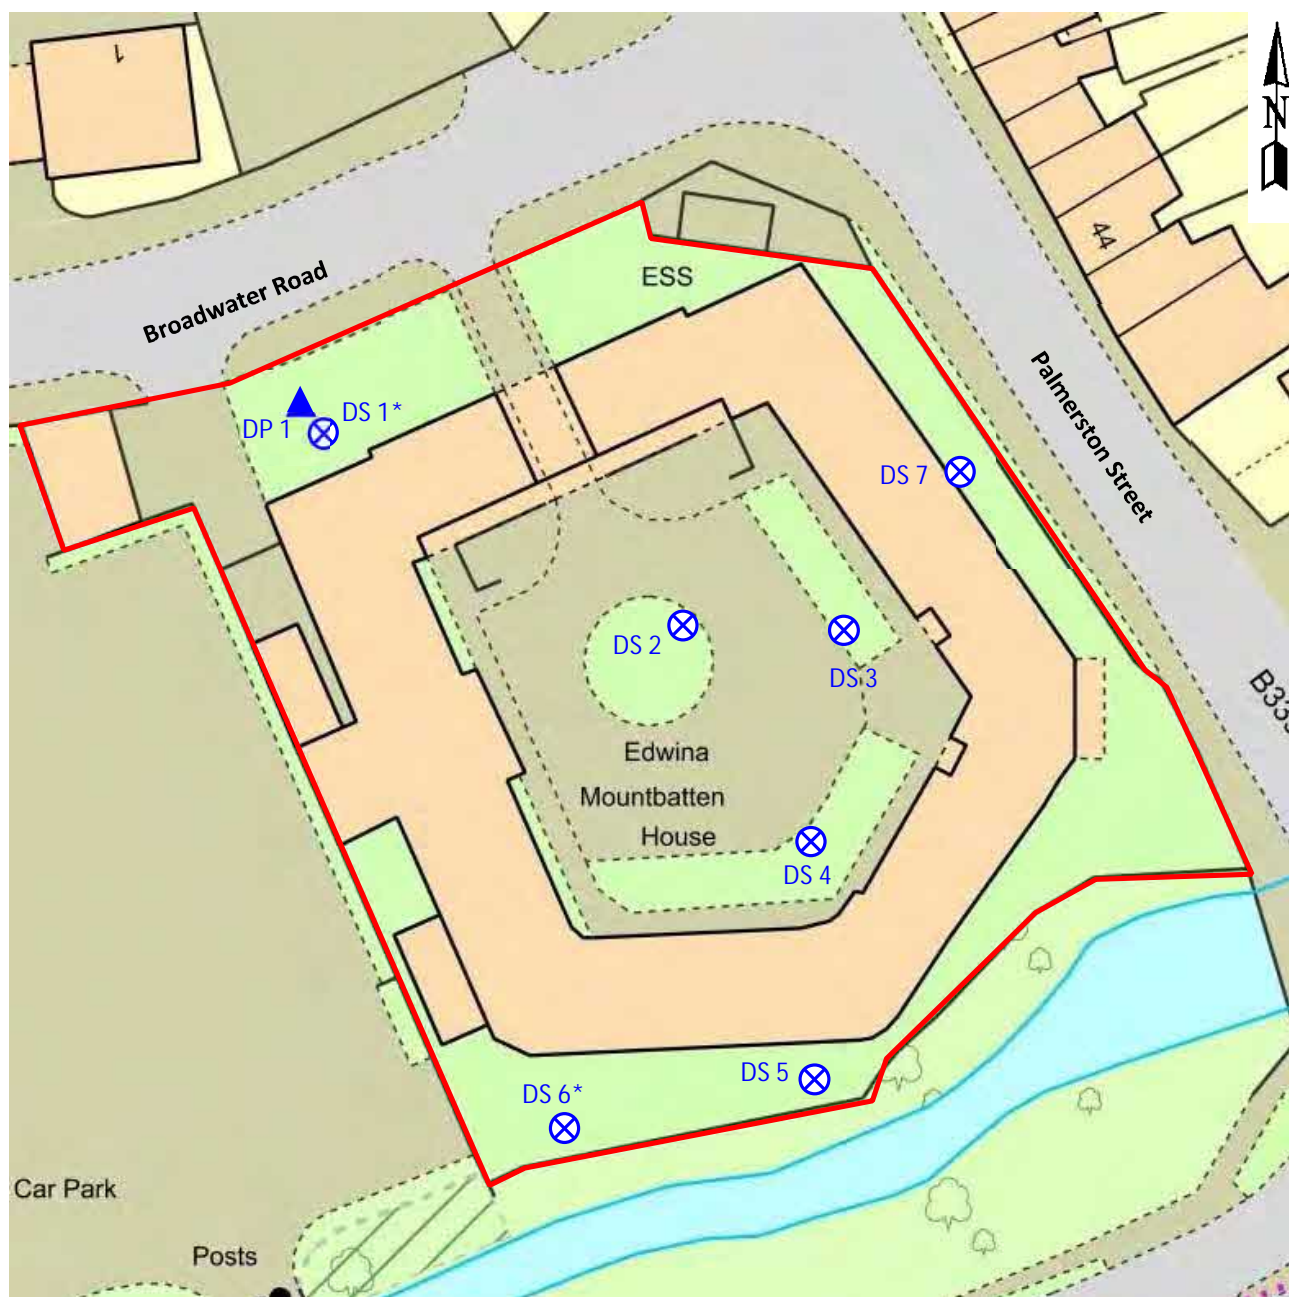 1
N
44
ESS
Broadwater Road
Palmerston Street
DP 1
DS 1*
DS 7
DS 2
DS 3
B33
Edwina
Mountbatten
House
DS 4
DS 5
DS 6*
Car Park
Posts